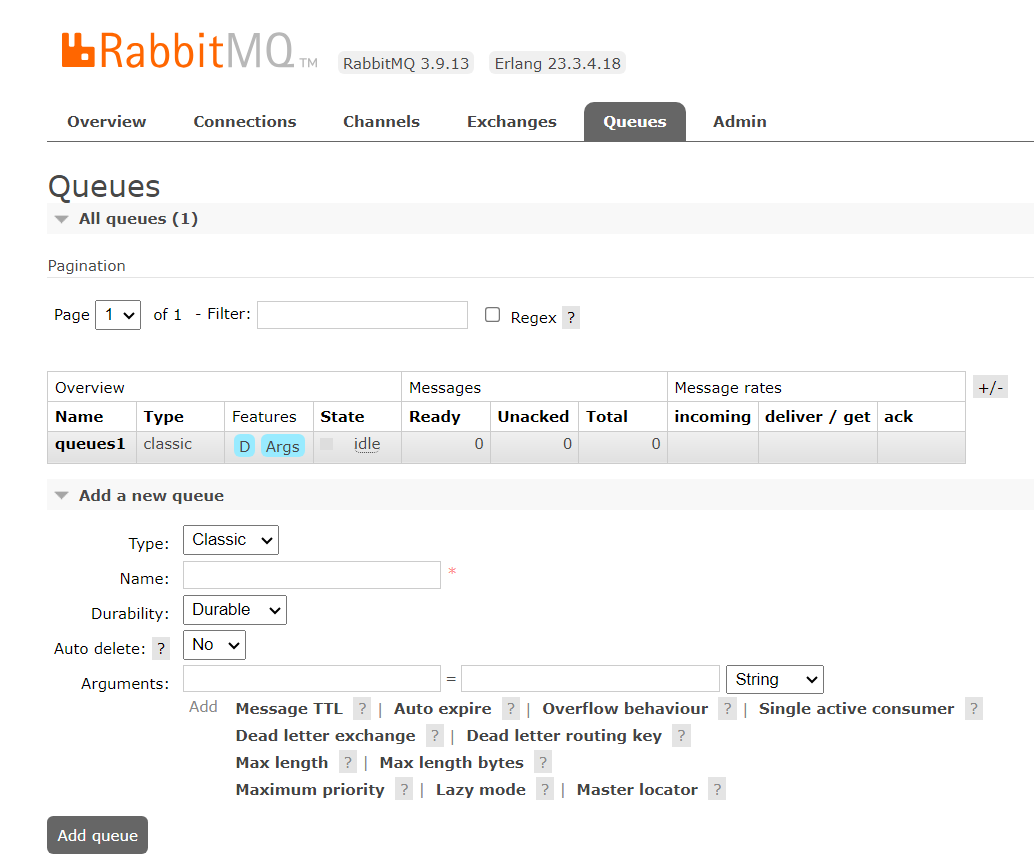 RabbitMQ TM RabbitMQ 3.9.13 Erlang 23.3.4.18
Overview Connections Channels Exchanges Queues Admin
Queues
All queues (1)
Pagination
Page 1 of 1 - Filter: Regex ?
Overview Messages Message rates +/-
Name Type Features State Ready Unacked Total incoming deliver / get ack
queues1 classic D Args idle 0 0 0
Add a new queue
Type: Classic
Name: *
Durability: Durable
Auto delete: ? No
Arguments: = String
Add Message TTL ? | Auto expire ? | Overflow behaviour ? | Single active consumer ?
Dead letter exchange ? | Dead letter routing key ?
Max length ? | Max length bytes ?
Maximum priority ? | Lazy mode ? | Master locator ?
Add queue